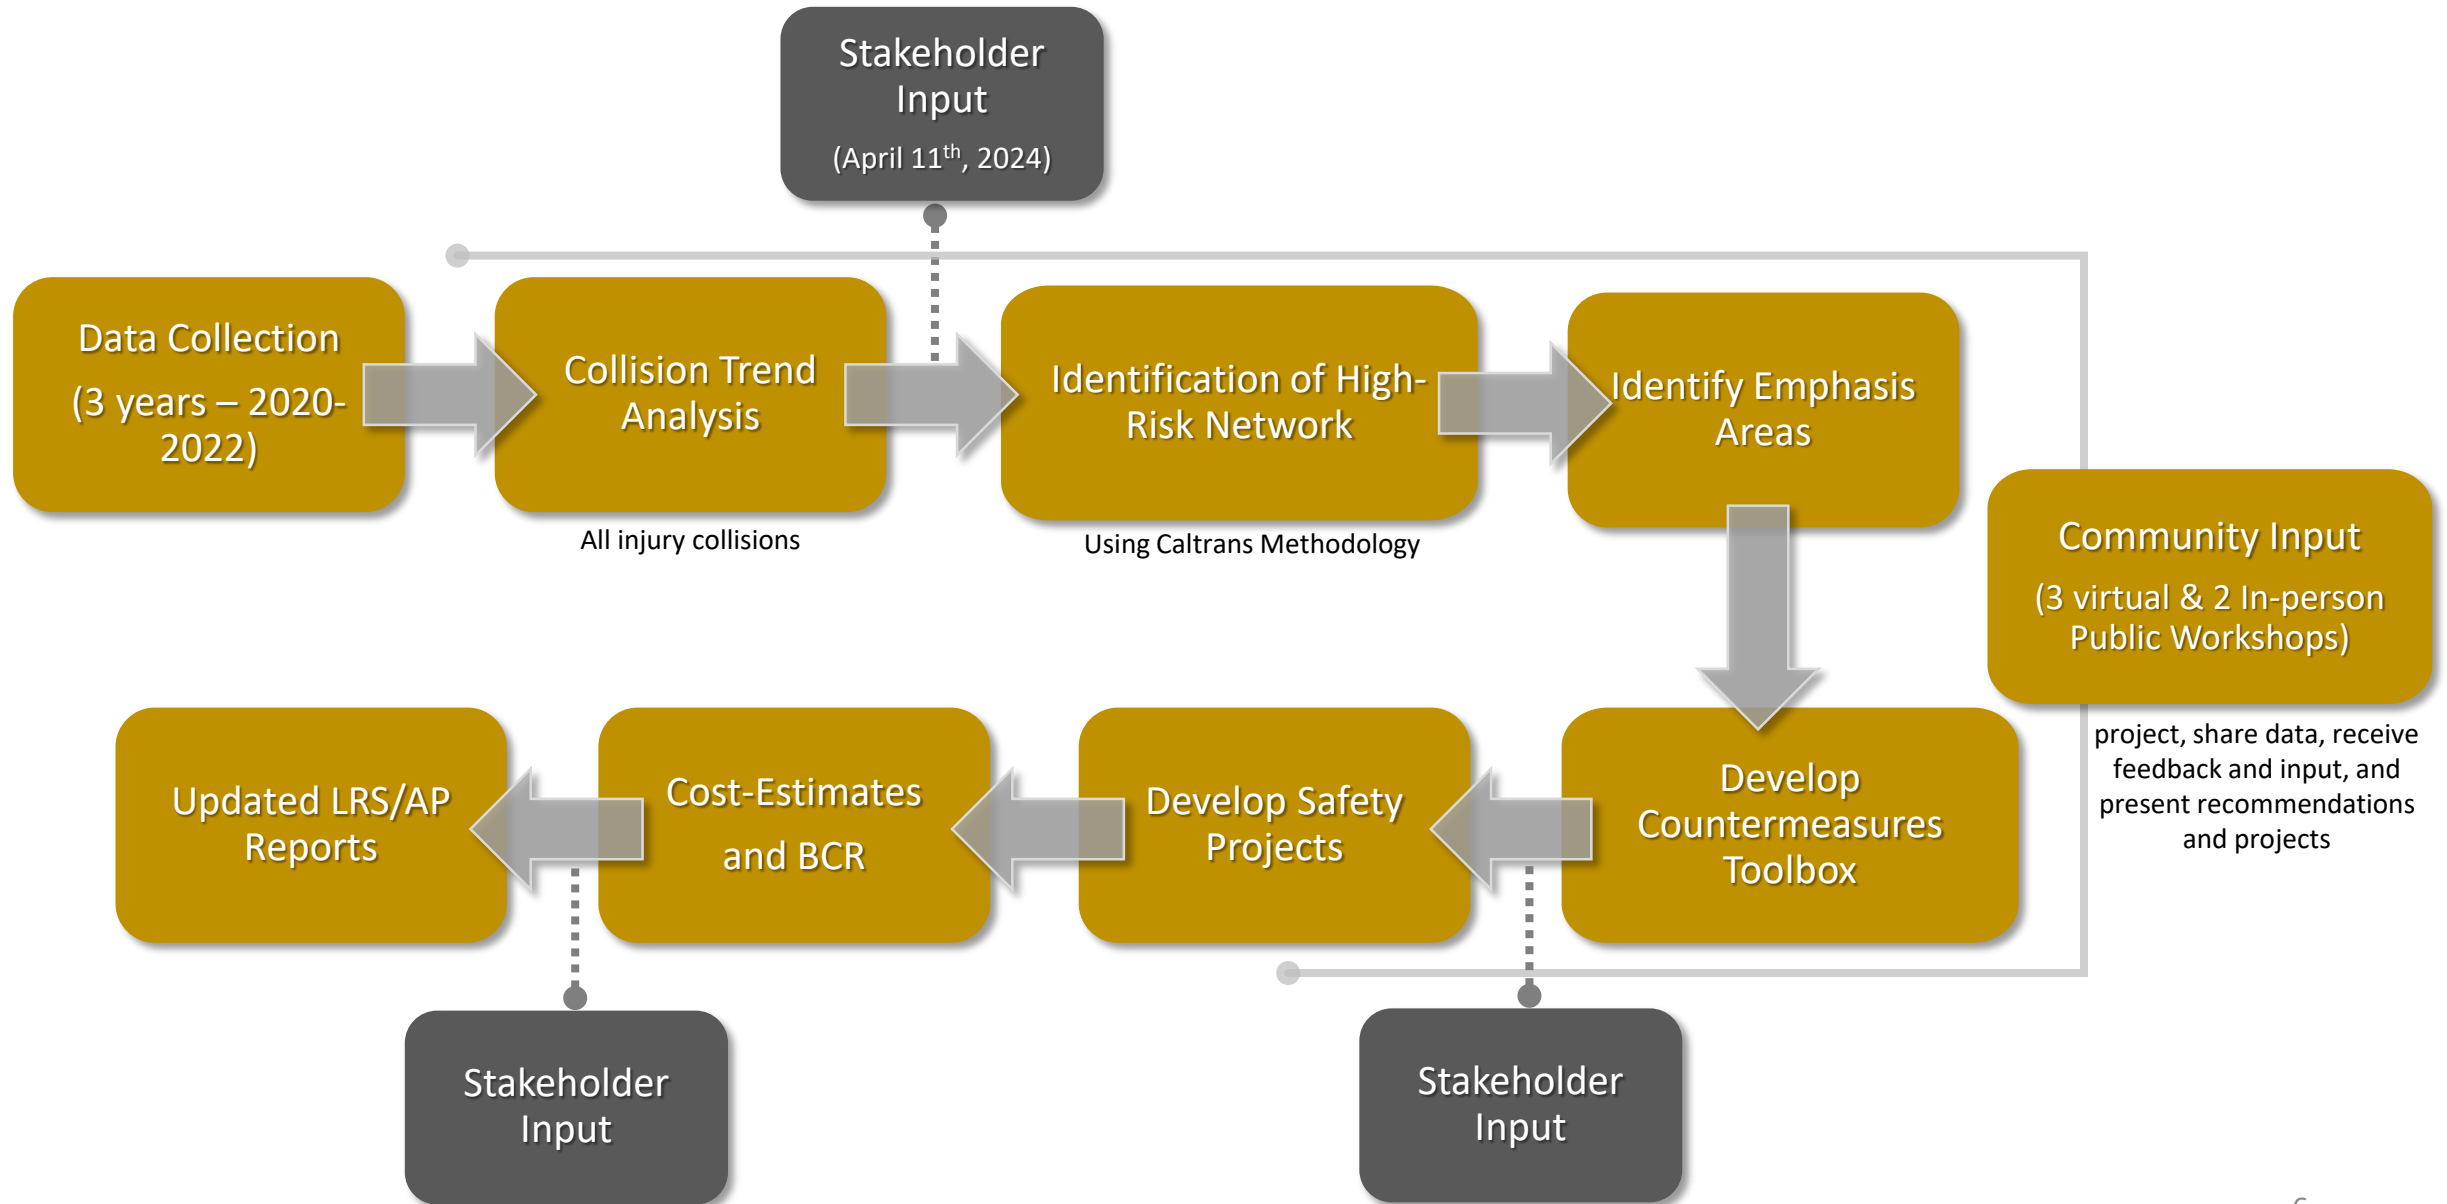 Stakeholder
Input
(April 11th, 2024)
Data Collection
(3 years – 2020-
2022)
Collision Trend
Analysis
All injury collisions
Identification of High-
Risk Network
Using Caltrans Methodology
Identify Emphasis
Areas
Community Input
(3 virtual & 2 In-person
Public Workshops)
project, share data, receive
feedback and input, and
present recommendations
and projects
Develop
Countermeasures
Toolbox
Develop Safety
Projects
Cost-Estimates
and BCR
Updated LRS/AP
Reports
Stakeholder
Input
Stakeholder
Input